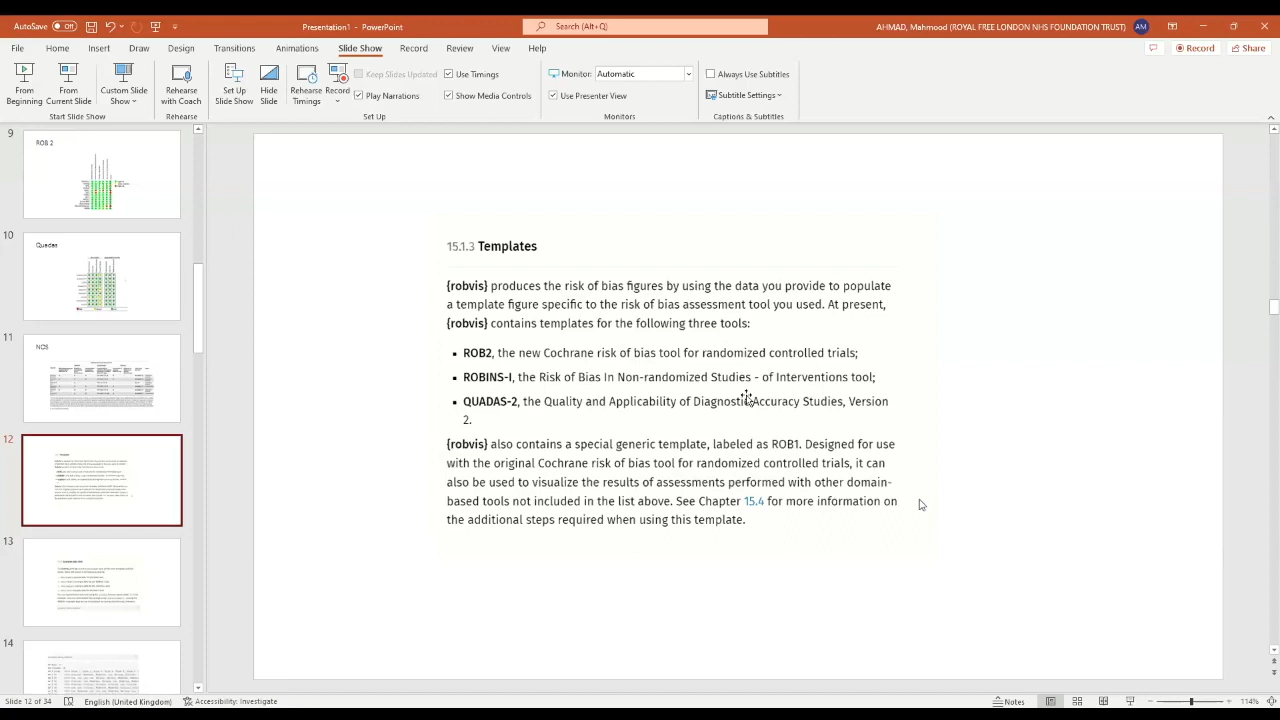 AutoSave Off
Presentation1 - PowerPoint
Search (Alt+Q)
AHMAD, Mahmood (ROYAL FREE LONDON NHS FOUNDATION TRUST) AM
File Home Insert Draw Design Transitions Animations Slide Show Record Review View Help
Record Share
From Beginning
From Current Slide
Custom Slide Show
Rehearse with Coach
Set Up Slide Show
Hide Slide
Rehearse Timings
Record
Keep Slides Updated
Use Timings
Play Narrations
Show Media Controls
Monitor: Automatic
Use Presenter View
Always Use Subtitles
Subtitle Settings
Start Slide Show Rehearse Set Up Monitors Captions & Subtitles
9
ROB 2
10
Quadas
11
NOS
12
13
14
15.1.3 Templates
{robvis} produces the risk of bias figures by using the data you provide to populate
a template figure specific to the risk of bias assessment tool you used. At present,
{robvis} contains templates for the following three tools:
▪ ROB2, the new Cochrane risk of bias tool for randomized controlled trials;
▪ ROBINS-I, the Risk of Bias In Non-randomized Studies - of Interventions tool;
▪ QUADAS-2, the Quality and Applicability of Diagnostic Accuracy Studies, Version
2.
{robvis} also contains a special generic template, labeled as ROB1. Designed for use
with the original Cochrane risk of bias tool for randomized controlled trials, it can
also be used to visualize the results of assessments performed with other domain-
based tools not included in the list above. See Chapter 15.4 for more information on
the additional steps required when using this template.
Slide 12 of 34 English (United Kingdom) Accessibility: Investigate
Notes
114%